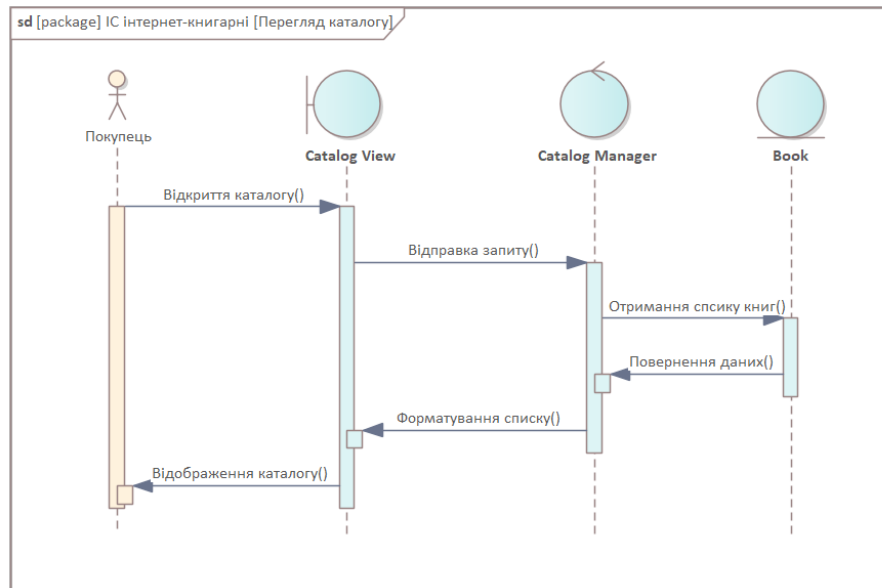 sd [package] ІС інтернет-книгарні [Перегляд каталогу]
Покупець
Catalog View
Catalog Manager
Book
Відкриття каталогу()
Відправка запиту()
Отримання спсику книг()
Повернення даних()
Форматування списку()
Відображення каталогу()